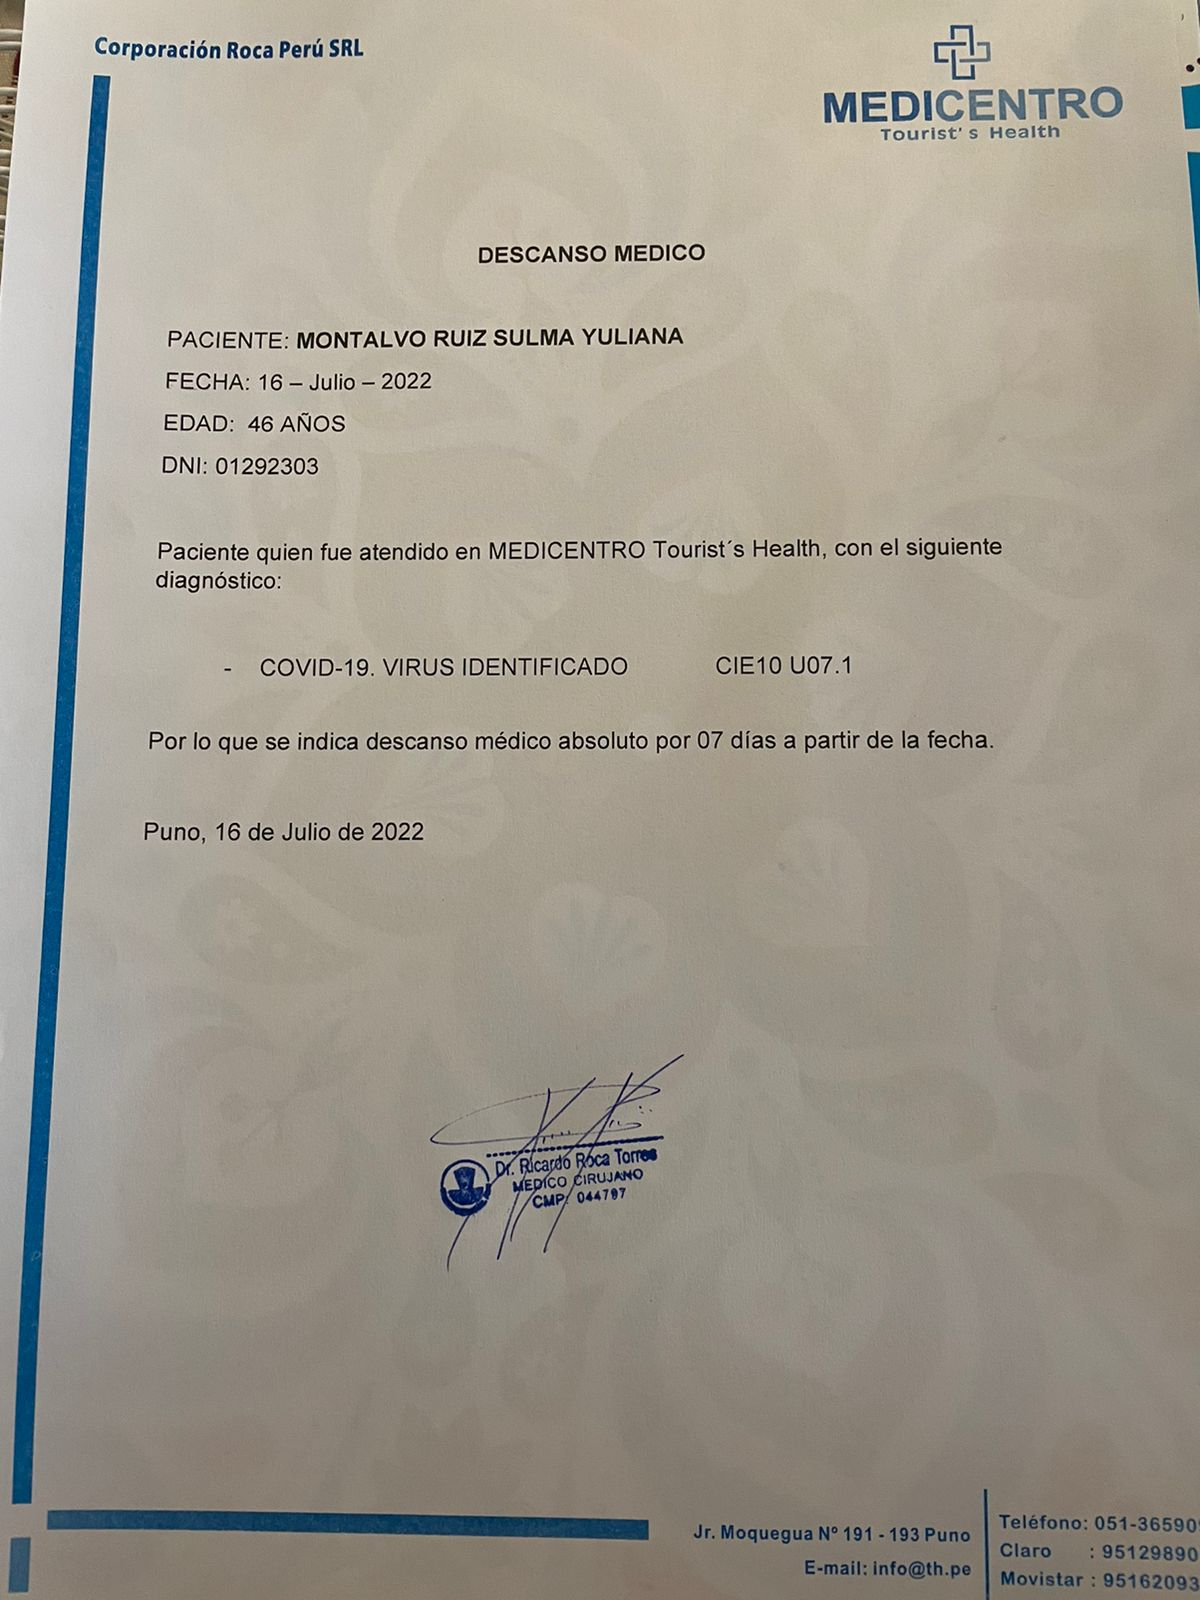 Corporación Roca Perú SRL
MEDICENTRO
Tourist' s Health
DESCANSO MEDICO
PACIENTE: MONTALVO RUIZ SULMA YULIANA
FECHA: 16 – Julio – 2022
EDAD: 46 AÑOS
DNI: 01292303
Paciente quien fue atendido en MEDICENTRO Tourist´s Health, con el siguiente
diagnóstico:
- COVID-19. VIRUS IDENTIFICADO CIE10 U07.1
Por lo que se indica descanso médico absoluto por 07 días a partir de la fecha.
Puno, 16 de Julio de 2022
Dr. Ricardo Roca Torres
MEDICO CIRUJANO
CMP: 044797
Jr. Moquegua Nº 191 - 193 Puno
E-mail: info@th.pe
Teléfono: 051-36590
Claro : 95129890
Movistar : 95162093